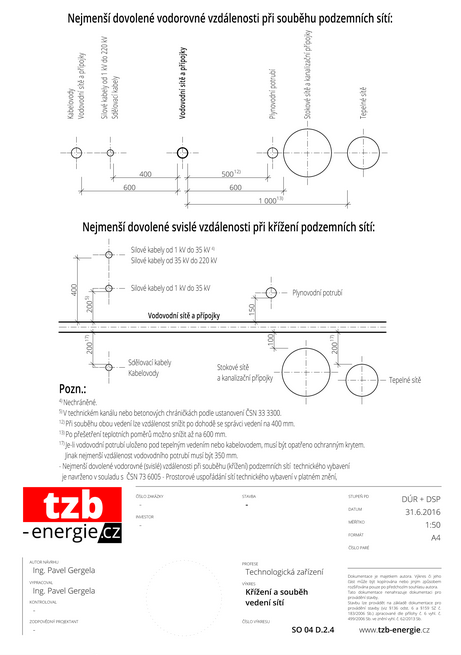 Nejmenší dovolené vodorovné vzdálenosti při souběhu podzemních sítí:
Kabelovody
Vodovodní sítě a přípojky
Silové kabely od 1 kV do 220 kV
Sdělovací kabely
Vodovodní sítě a přípojky
Plynovodní potrubí
Stokové sítě a kanalizační přípojky
Tepelné sítě
400
500 12)
600
600
1 000 13)
Nejmenší dovolené svislé vzdálenosti při křížení podzemních sítí:
Silové kabely od 1 kV do 35 kV 4)
Silové kabely od 35 kV do 220 kV
400
200 5)
Silové kabely od 1 kV do 35 kV
Plynovodní potrubí
150
Vodovodní sítě a přípojky
200 17)
100
200 17)
Sdělovací kabely
Kabelovody
Stokové sítě
a kanalizační přípojky
Tepelné sítě
Pozn.:
4) Nechráněné.
5) V technickém kanálu nebo betonových chráničkách podle ustanovení ČSN 33 3300.
12) Při souběhu obou vedení lze vzdálenost snížit po dohodě se správci vedení na 400 mm.
13) Po přešetření teplotních poměrů možno snížit až na 600 mm.
17) Je-li vodovodní potrubí uloženo pod tepelným vedením nebo kabelovodem, musí být opatřeno ochranným krytem.
Jinak nejmenší vzdálenost vodovodního potrubí musí být 350 mm.
- Nejmenší dovolené vodorovné (svislé) vzdálenosti při souběhu (křížení) podzemních sítí technického vybavení
je navrženo v souladu s ČSN 73 6005 - Prostorové uspořádání sítí technického vybavení v platném znění.
tzb
-energie.cz
ČÍSLO ZAKÁZKY
-
INVESTOR
-
STAVBA
-
STUPEŇ PD
DÚR + DSP
DATUM
31.6.2016
MĚŘÍTKO
1:50
FORMÁT
A4
ČÍSLO PARÉ
AUTOR NÁVRHU
Ing. Pavel Gergela
VYPRACOVAL
Ing. Pavel Gergela
KONTROLOVAL
-
ZODPOVĚDNÝ PROJEKTANT
-
PROFESE
Technologická zařízení
VÝKRES
Křížení a souběh
vedení sítí
ČÍSLO VÝKRESU
SO 04 D.2.4
www.tzb-energie.cz